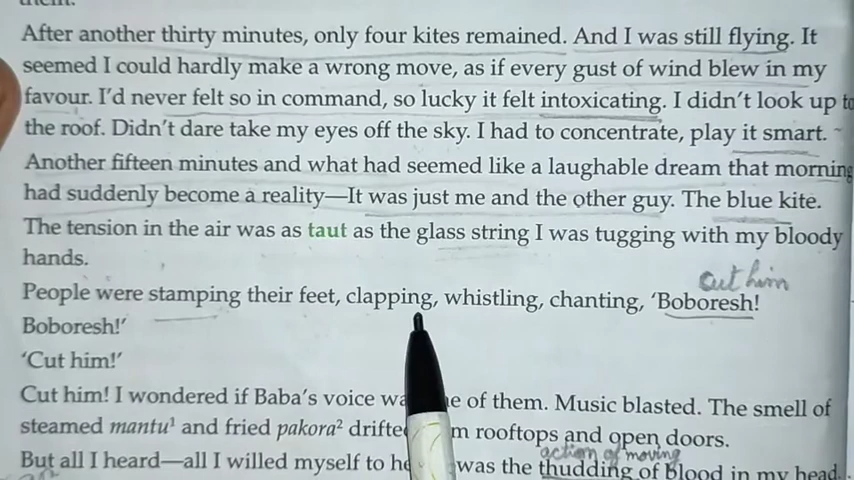 After another thirty minutes, only four kites remained. And I was still flying. It
seemed I could hardly make a wrong move, as if every gust of wind blew in my
favour. I'd never felt so in command, so lucky it felt intoxicating. I didn't look up to
the roof. Didn't dare take my eyes off the sky. I had to concentrate, play it smart.
Another fifteen minutes and what had seemed like a laughable dream that morning
had suddenly become a reality—It was just me and the other guy. The blue kite.
The tension in the air was as taut as the glass string I was tugging with my bloody
hands.
cut him
People were stamping their feet, clapping, whistling, chanting, 'Boboresh!
Boboresh!'
'Cut him!'
Cut him! I wondered if Baba's voice of them. Music blasted. The smell of
steamed mantu¹ and fried pakora² rooftops and open doors.
action of moving
But all I heard—all I willed myself to was the thudding of blood in my head.